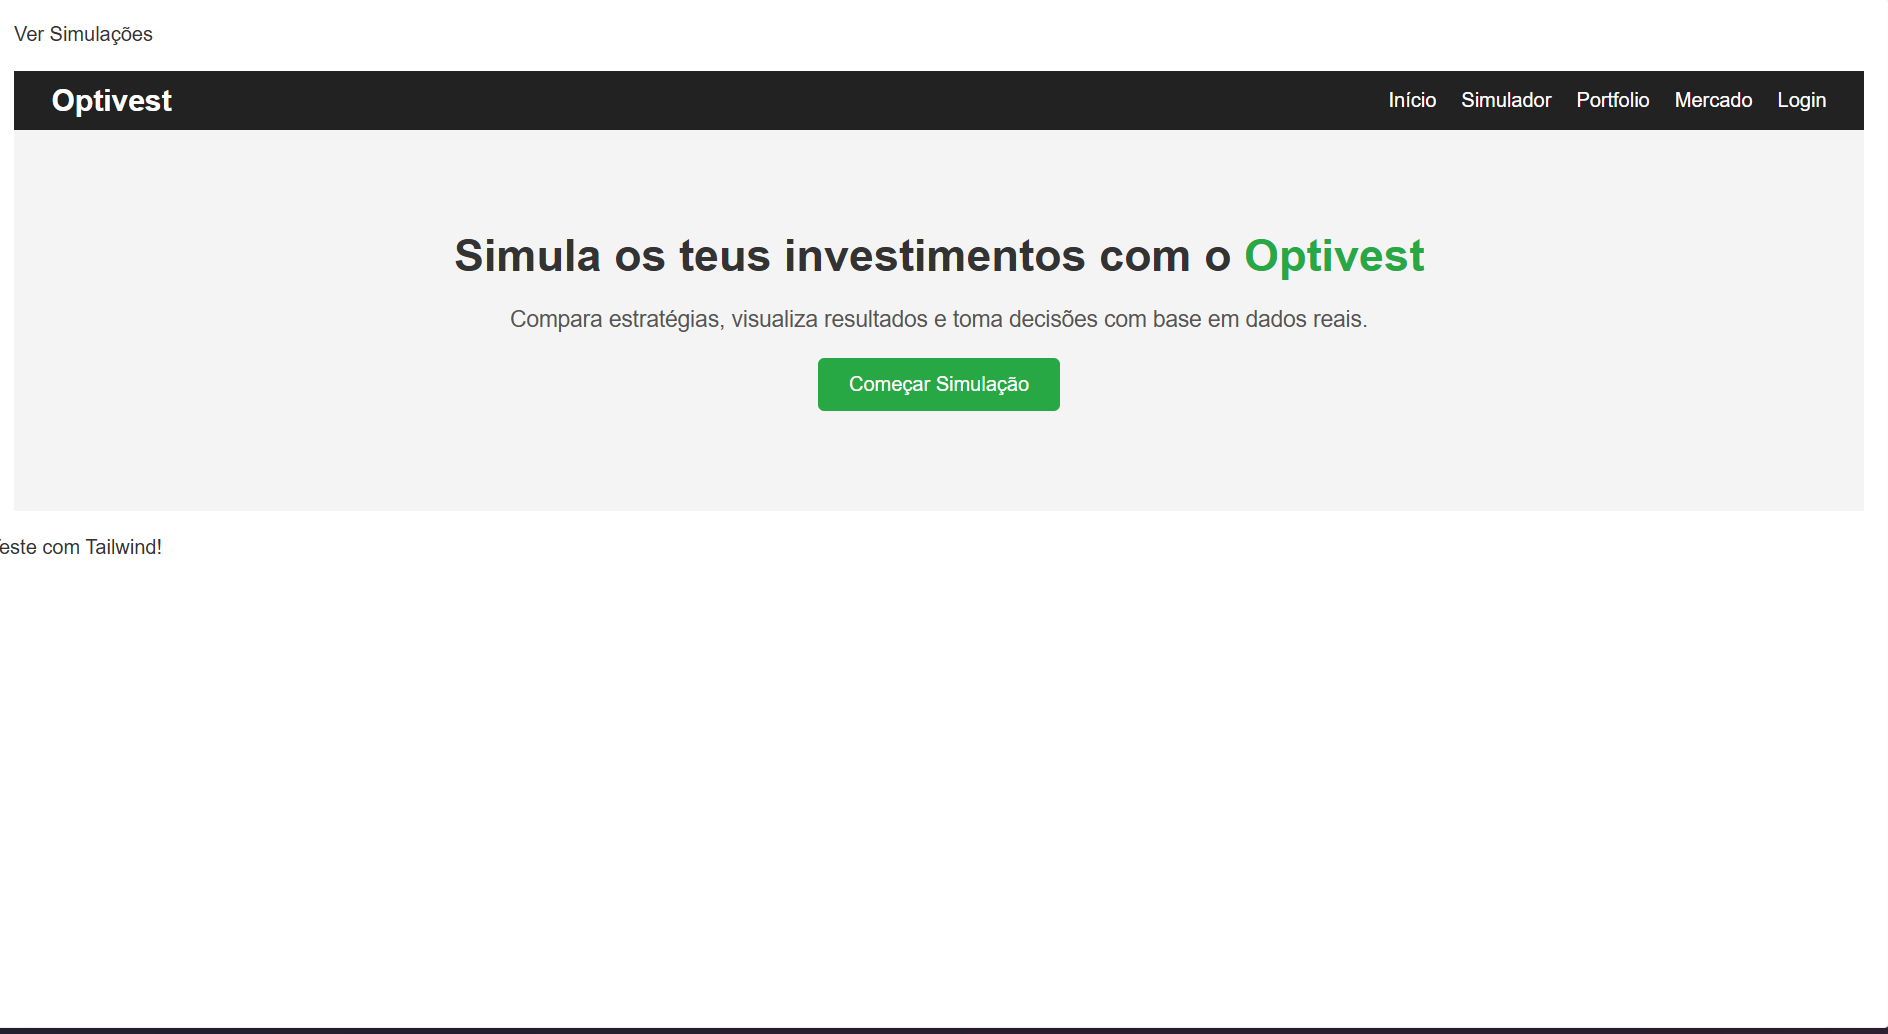 Ver Simulações
Optivest
Início Simulador Portfolio Mercado Login
Simula os teus investimentos com o Optivest
Compara estratégias, visualiza resultados e toma decisões com base em dados reais.
Começar Simulação
este com Tailwind!